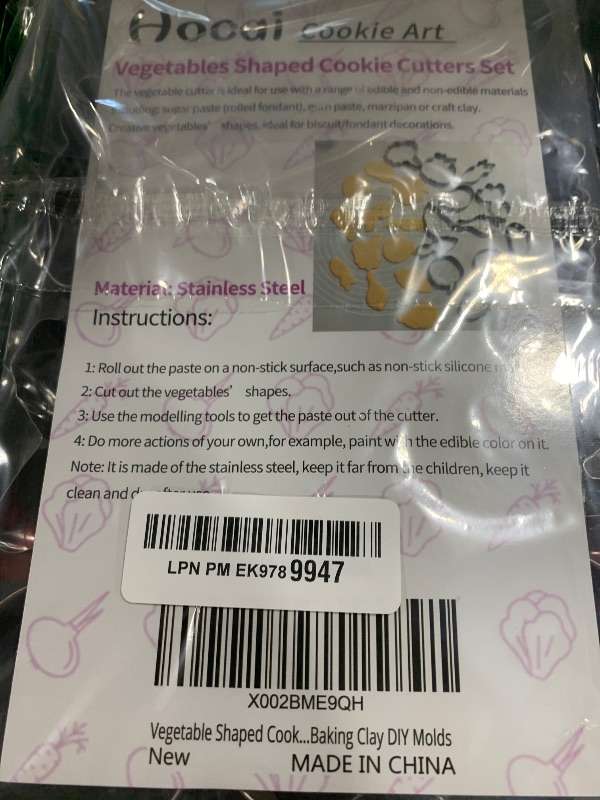 Hocai Cookie Art
Vegetables Shaped Cookie Cutters Set
The vegetable cutter is ideal for use with a range of edible and non-edible materials
including: sugar paste (rolled fondant), gum paste, marzipan or craft clay.
Creative vegetables' shapes, ideal for biscuit/fondant decorations.
Material: Stainless Steel
Instructions:
1: Roll out the paste on a non-stick surface,such as non-stick silicone
2: Cut out the vegetables' shapes.
3: Use the modelling tools to get the paste out of the cutter.
4: Do more actions of your own,for example, paint with the edible color on it.
Note: It is made of the stainless steel, keep it far from the children, keep it
clean and after use
LPN PM EK978 9947
X002BME9QH
Vegetable Shaped Cook...Baking Clay DIY Molds
New MADE IN CHINA